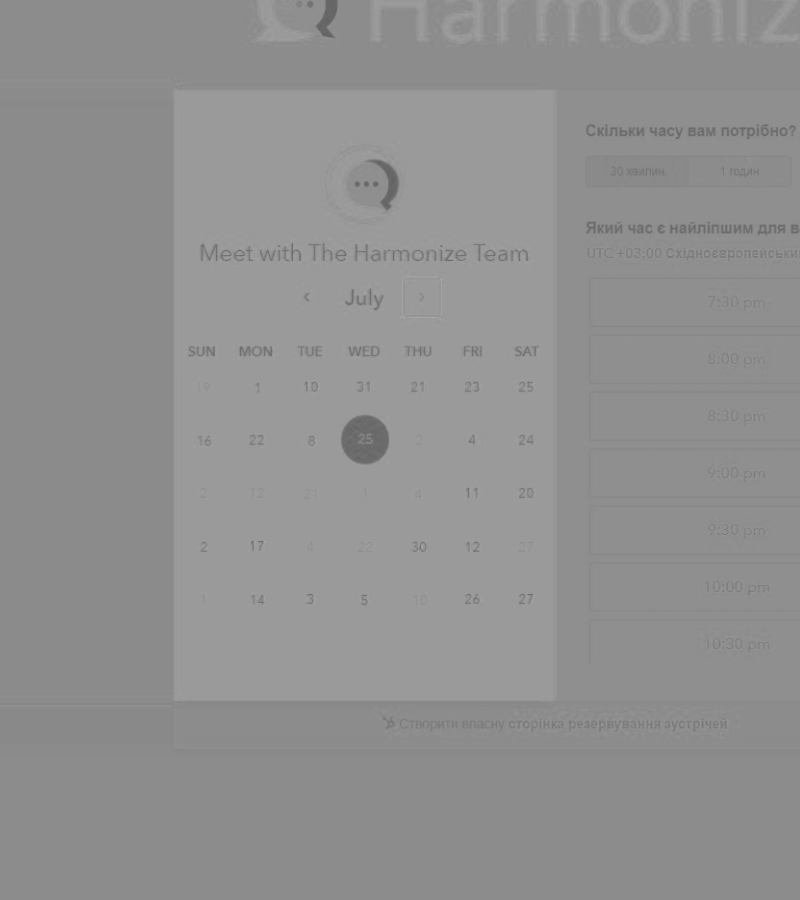 Harmoniz
Meet with The Harmonize Team
‹ July ›
SUN MON TUE WED THU FRI SAT
19 1 10 31 21 23 25
16 22 8 25 2 4 24
2 12 21 1 4 11 20
2 17 4 22 30 12 27
1 14 3 5 10 26 27
Скільки часу вам потрібно?
30 хвилин 1 годин
Який час є найліпшим для в
UTC +03:00 Східноєвропейськи
7:30 pm
8:00 pm
8:30 pm
9:00 pm
9:30 pm
10:00 pm
10:30 pm
Створити власну сторінка резервування зустрічей